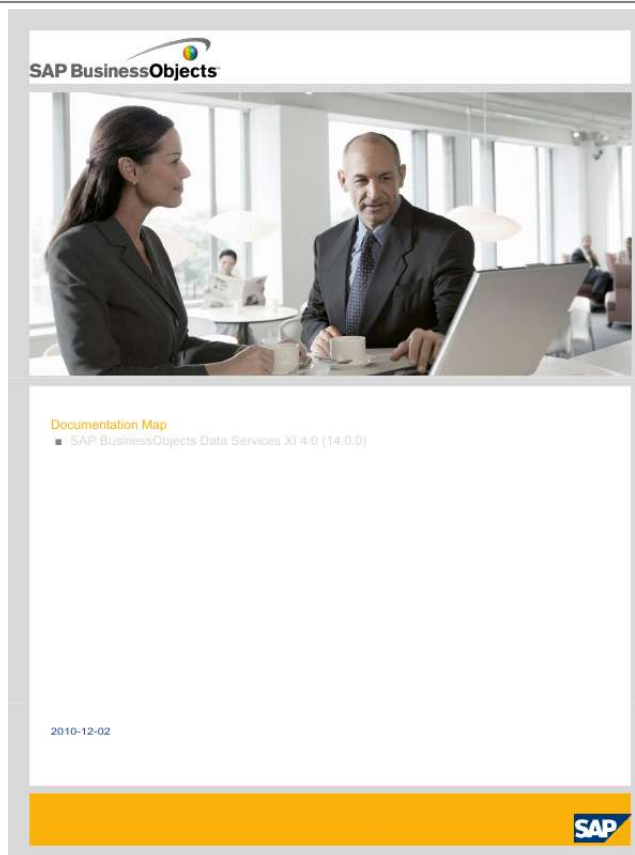 SAP BusinessObjects
Documentation Map
■ SAP BusinessObjects Data Services XI 4.0 (14.0.0)
2010-12-02
SAP